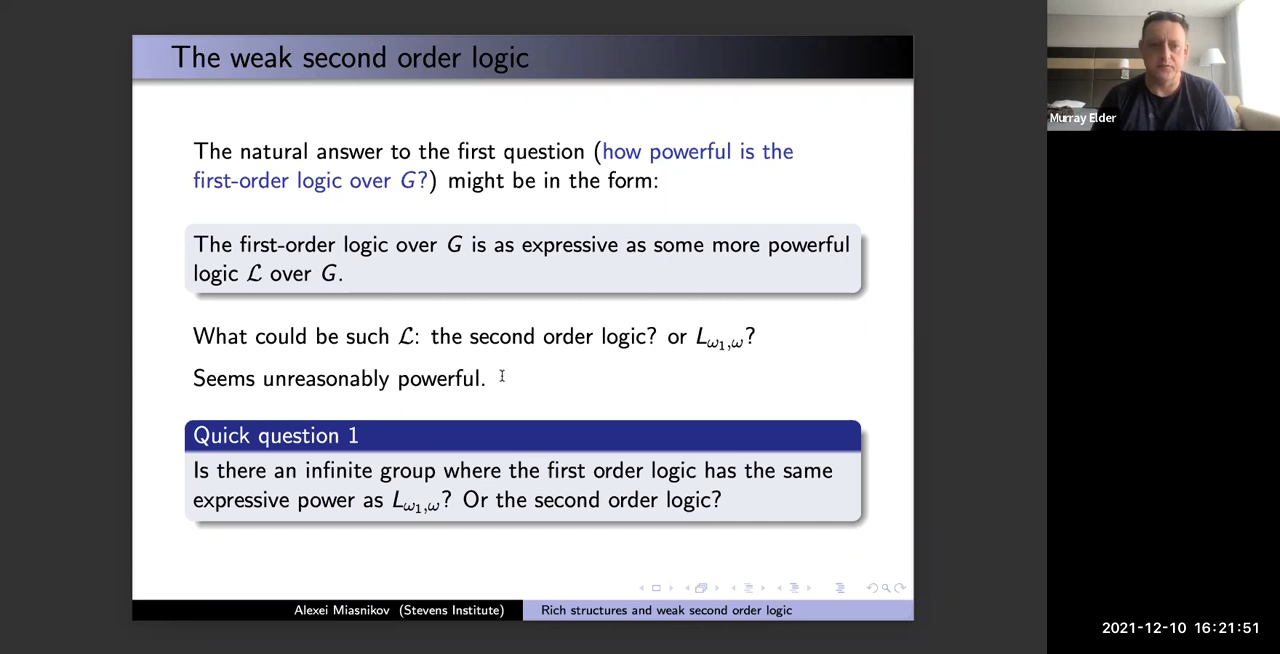 The weak second order logic
The natural answer to the first question (how powerful is the
first-order logic over G?) might be in the form:
The first-order logic over G is as expressive as some more powerful
logic ℒ over G.
What could be such ℒ: the second order logic? or L_{ω₁,ω}?
Seems unreasonably powerful.
Quick question 1
Is there an infinite group where the first order logic has the same
expressive power as L_{ω₁,ω}? Or the second order logic?
Alexei Miasnikov (Stevens Institute)
Rich structures and weak second order logic
Murray Elder
2021-12-10 16:21:51